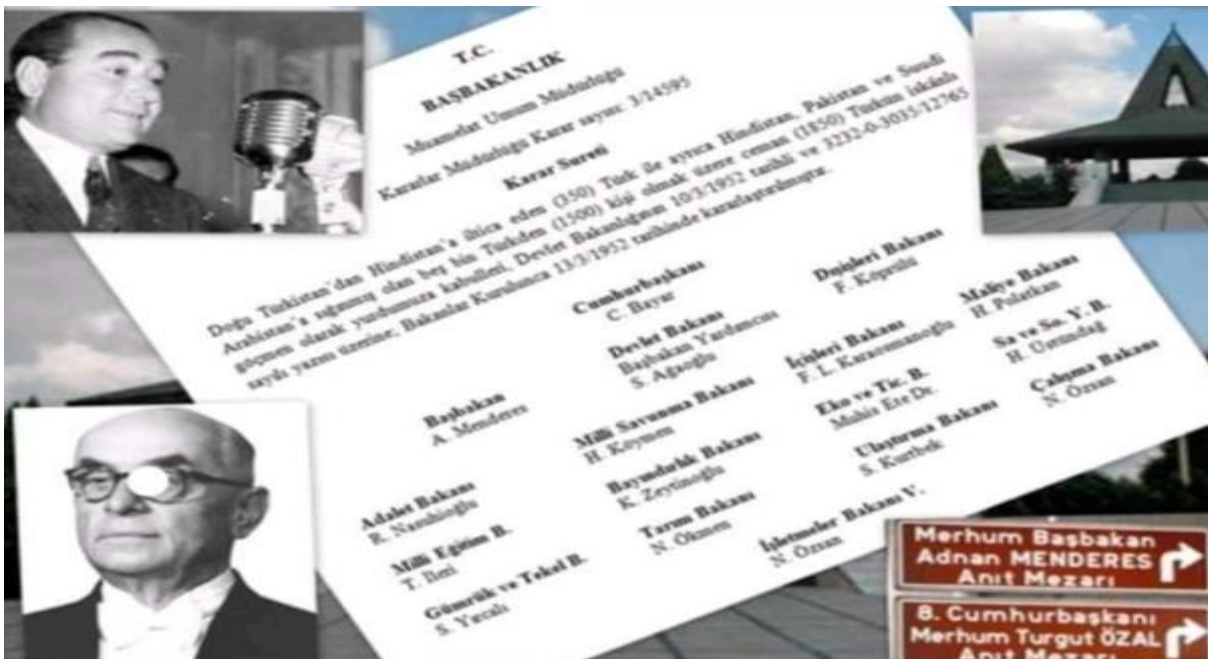 T.C.
BAŞBAKANLIK
Muamelat Umum Müdürlüğü
Kararlar Müdürlüğü Karar sayısı: 3/14595
Karar Sureti
Doğu Türkistan'dan Hindistan'a iltica eden (350) Türk ile ayrıca Hindistan, Pakistan ve Suudi
Arabistan'a sığınmış olan beş bin Türkden (1500) kişi olmak üzere ceman (1850) Türkün iskânlı
göçmen olarak yurdumuza kabulleri, Devlet Bakanlığının 10/3/1952 tarihli ve 3232-0-3035/12765
sayılı yazısı üzerine; Bakanlar Kurulunca 13/3/1952 tarihinde kararlaştırılmıştır.
Cumhurbaşkanı
C. Bayar
Başbakan
A. Menderes
Devlet Bakanı
Başbakan Yardımcısı
S. Ağaoğlu
Dışişleri Bakanı
F. Köprülü
Adalet Bakanı
R. Nasuhioğlu
Milli Savunma Bakanı
H. Köymen
İçişleri Bakanı
F. L. Karaosmanoğlu
Maliye Bakanı
H. Polatkan
Milli Eğitim B.
T. İleri
Bayındırlık Bakanı
K. Zeytinoğlu
Eko ve Tic. B.
Muhis Ete Dr.
Sa ve So. Y. B.
H. Üstündağ
Gümrük ve Tekel B.
S. Yırcalı
Tarım Bakanı
N. Ökmen
Ulaştırma Bakanı
S. Kurtbek
Çalışma Bakanı
N. Özsan
İşletmeler Bakanı V.
N. Özsan
Merhum Başbakan
Adnan MENDERES
Anıt Mezarı
8. Cumhurbaşkanı
Merhum Turgut ÖZAL
Anıt Mezarı